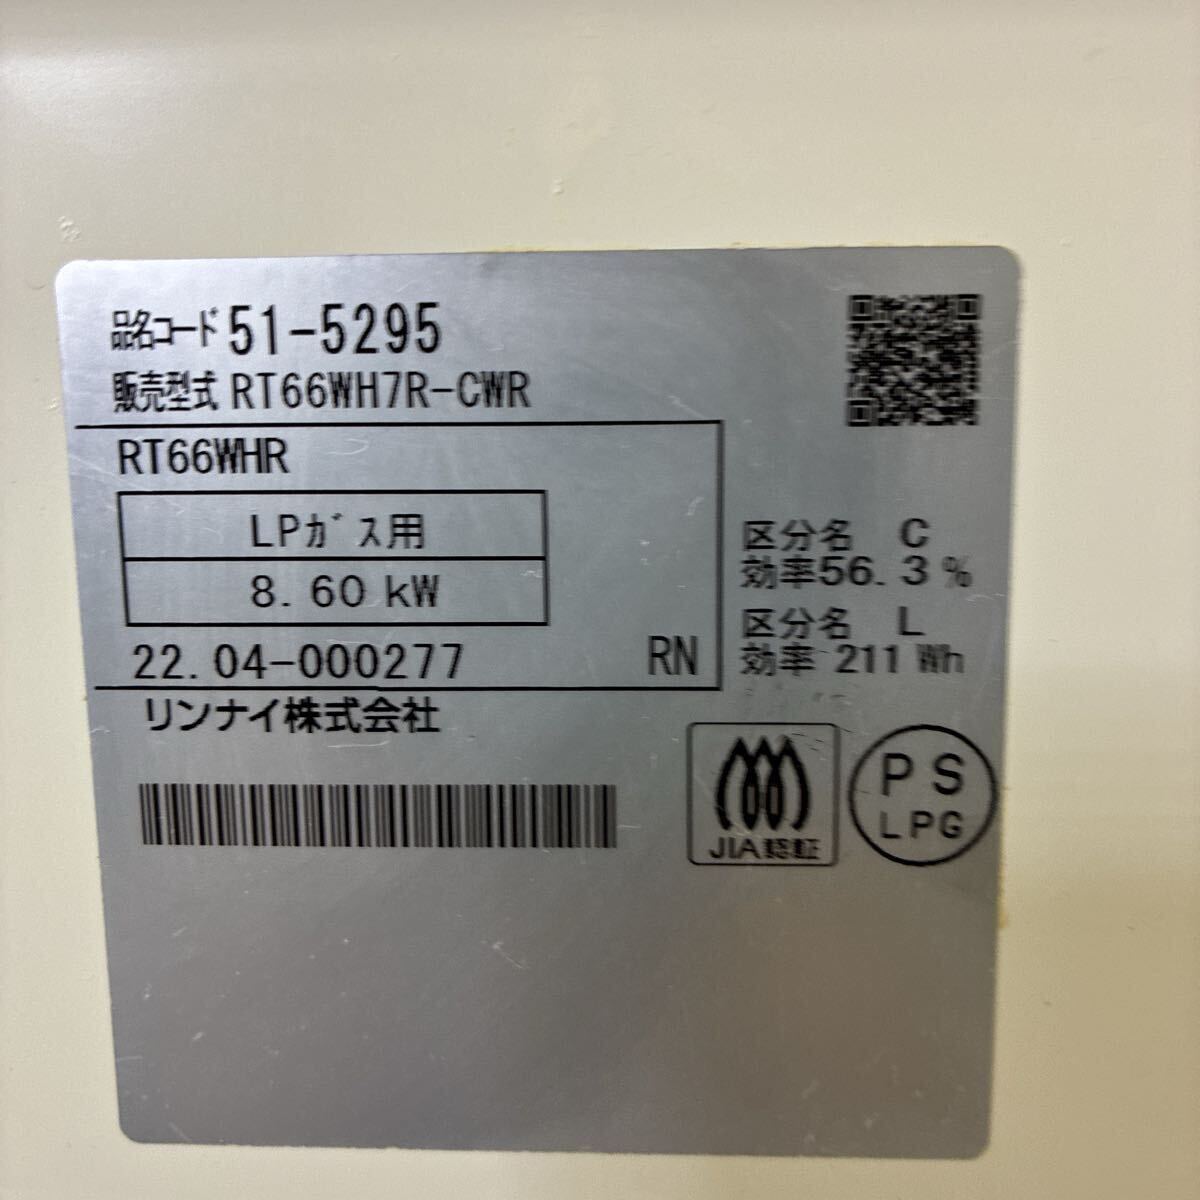 品名コード 51-5295
販売型式 RT66WH7R-CWR
RT66WHR
LPガス用
8.60 kW
22.04-000277 RN
リンナイ株式会社
区分名 C
効率56.3%
区分名 L
効率 211 Wh
JIA認証
PS
LPG